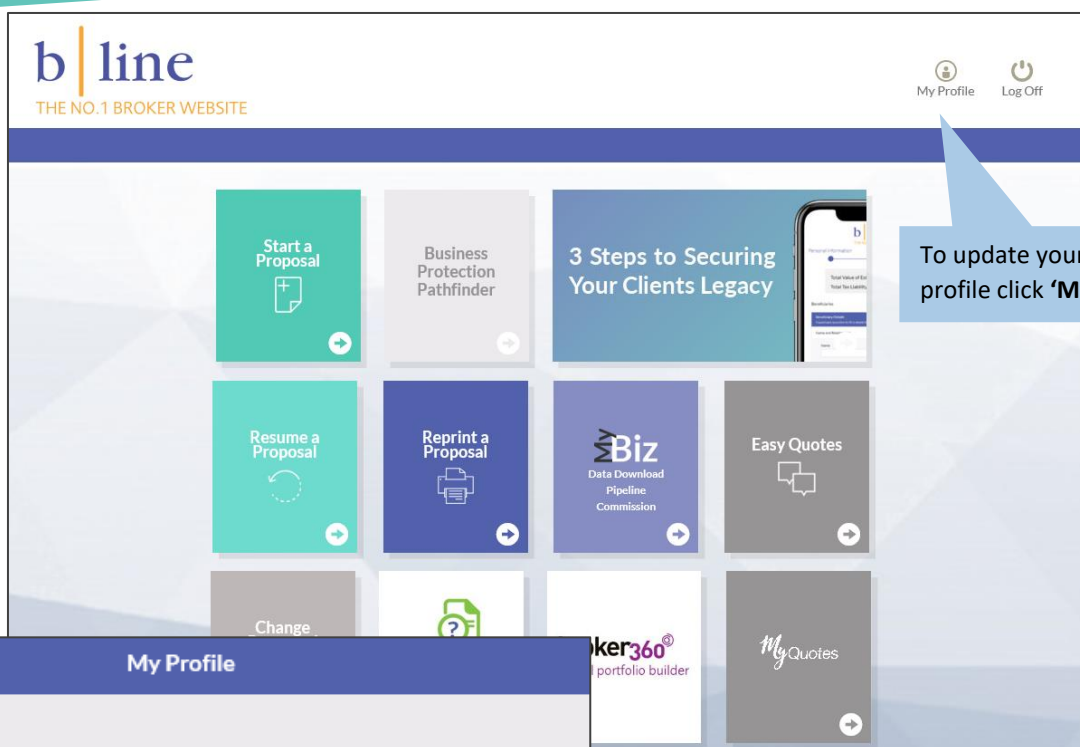 b line
THE NO.1 BROKER WEBSITE
My Profile
Log Off
Start a
Proposal
Business
Protection
Pathfinder
3 Steps to Securing
Your Clients Legacy
To update your
profile click ‘M
Resume a
Proposal
Reprint a
Proposal
MyBiz
Data Download
Pipeline
Commission
Easy Quotes
Change
ker360°
portfolio builder
MyQuotes
My Profile